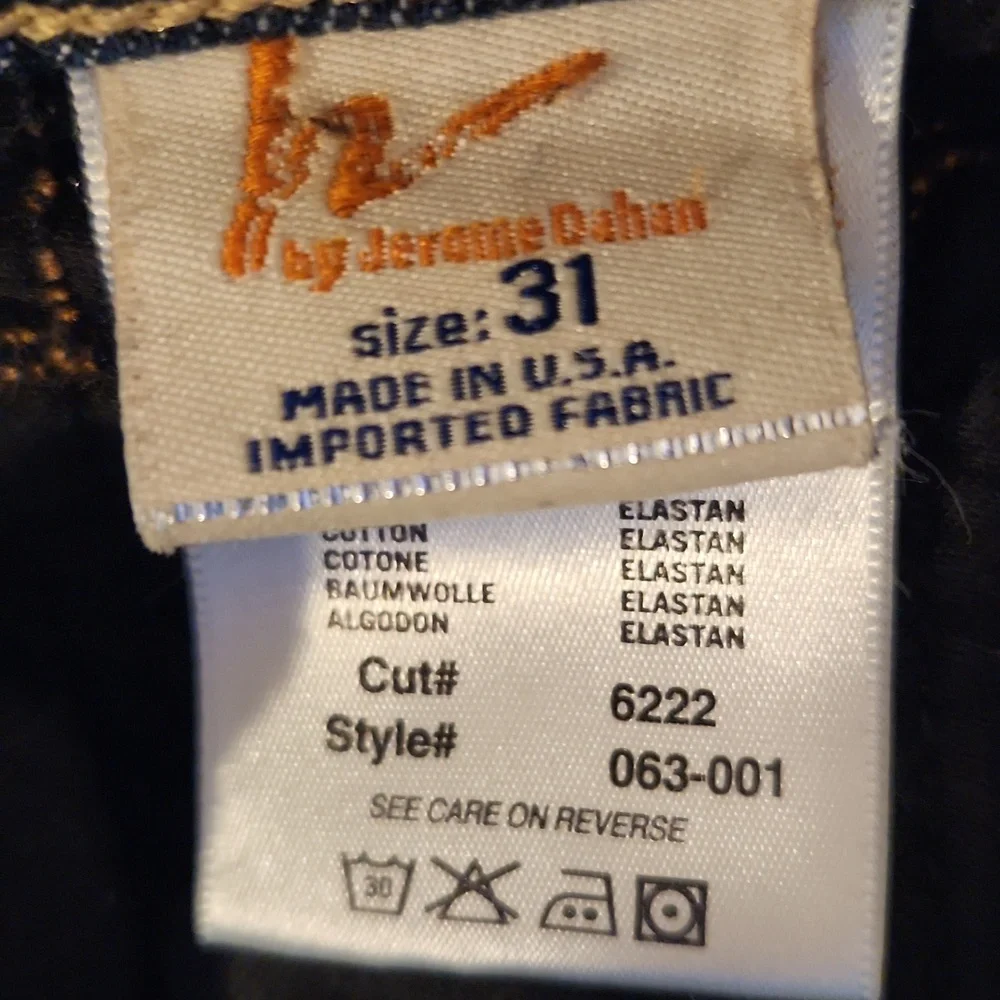 by Jerome Dahan
size: 31
MADE IN U.S.A.
IMPORTED FABRIC
ELASTAN
COTTON ELASTAN
COTONE ELASTAN
BAUMWOLLE ELASTAN
ALGODON ELASTAN
Cut# 6222
Style# 063-001
SEE CARE ON REVERSE
30